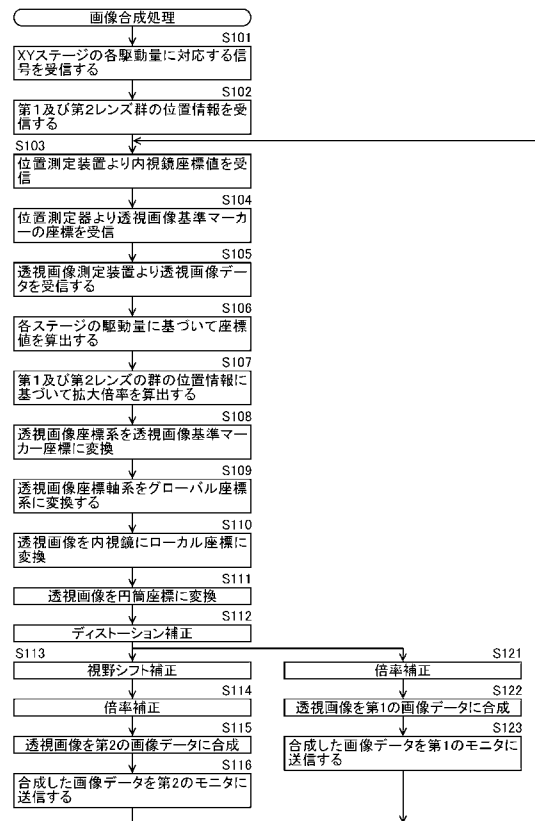 画像合成処理
S101
XYステージの各駆動量に対応する信
号を受信する
S102
第1及び第2レンズ群の位置情報を受
信する
S103
位置測定装置より内視鏡座標値を受
信
S104
位置測定器より透視画像基準マーカ
ーの座標を受信
S105
透視画像測定装置より透視画像デー
タを受信する
S106
各ステージの駆動量に基づいて座標
値を算出する
S107
第1及び第2レンズの群の位置情報に
基づいて拡大倍率を算出する
S108
透視画像座標系を透視画像基準マー
カー座標に変換
S109
透視画像座標軸系をグローバル座標
系に変換する
S110
透視画像を内視鏡にローカル座標に
変換
S111
透視画像を円筒座標に変換
S112
ディストーション補正
S113
視野シフト補正
S114
倍率補正
S115
透視画像を第2の画像データに合成
S116
合成した画像データを第2のモニタに
送信する
S121
倍率補正
S122
透視画像を第1の画像データに合成
S123
合成した画像データを第1のモニタに
送信する